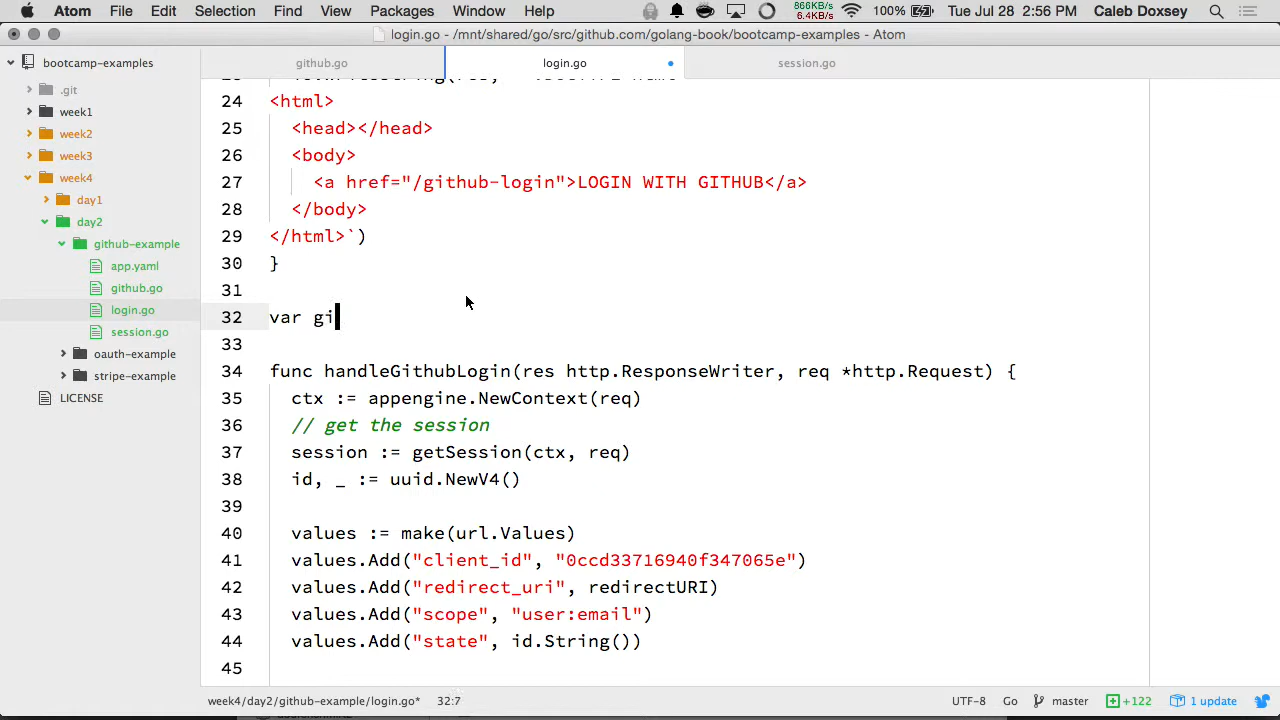 Atom File Edit Selection Find View Packages Window Help 866KB/s 6.4KB/s 100% Tue Jul 28 2:56 PM Caleb Doxsey
login.go - /mnt/shared/go/src/github.com/golang-book/bootcamp-examples - Atom
bootcamp-examples
.git
week1
week2
week3
week4
day1
day2
github-example
app.yaml
github.go
login.go
session.go
oauth-example
stripe-example
LICENSE
github.go login.go session.go
24 <html>
25 <head></head>
26 <body>
27 <a href="/github-login">LOGIN WITH GITHUB</a>
28 </body>
29 </html>`)
30 }
31
32 var gi
33
34 func handleGithubLogin(res http.ResponseWriter, req *http.Request) {
35 ctx := appengine.NewContext(req)
36 // get the session
37 session := getSession(ctx, req)
38 id, _ := uuid.NewV4()
39
40 values := make(url.Values)
41 values.Add("client_id", "0ccd33716940f347065e")
42 values.Add("redirect_uri", redirectURI)
43 values.Add("scope", "user:email")
44 values.Add("state", id.String())
45
week4/day2/github-example/login.go* 32:7 UTF-8 Go master +122 1 update